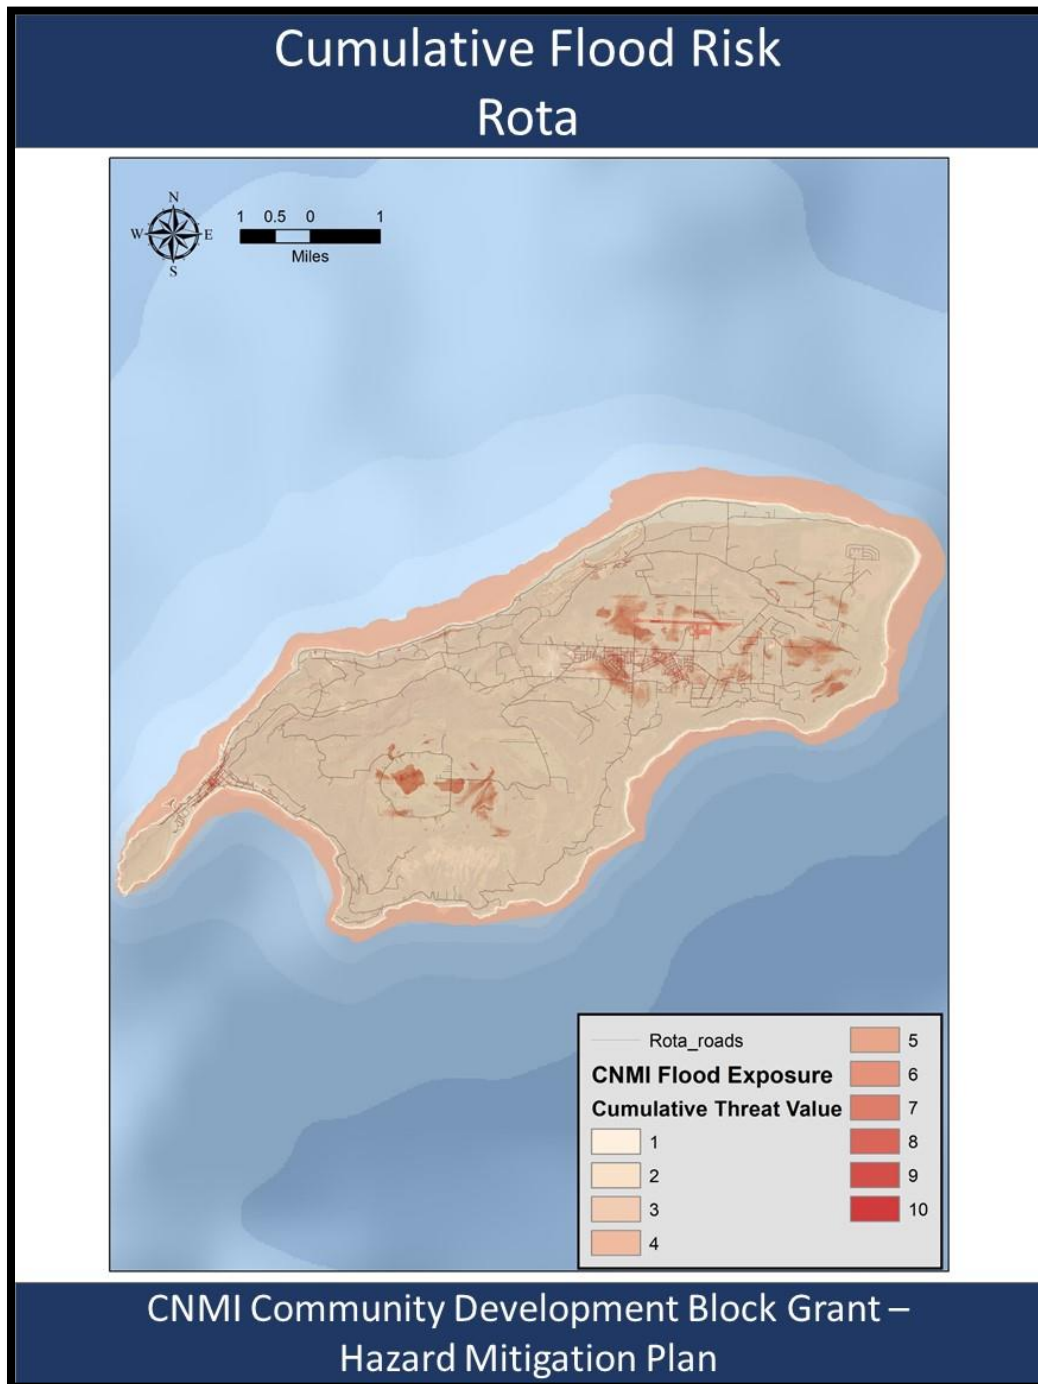 Cumulative Flood Risk
Rota
N
W
E
S
1 0.5 0 1
Miles
Rota_roads
CNMI Flood Exposure
Cumulative Threat Value
1
2
3
4
5
6
7
8
9
10
CNMI Community Development Block Grant –
Hazard Mitigation Plan